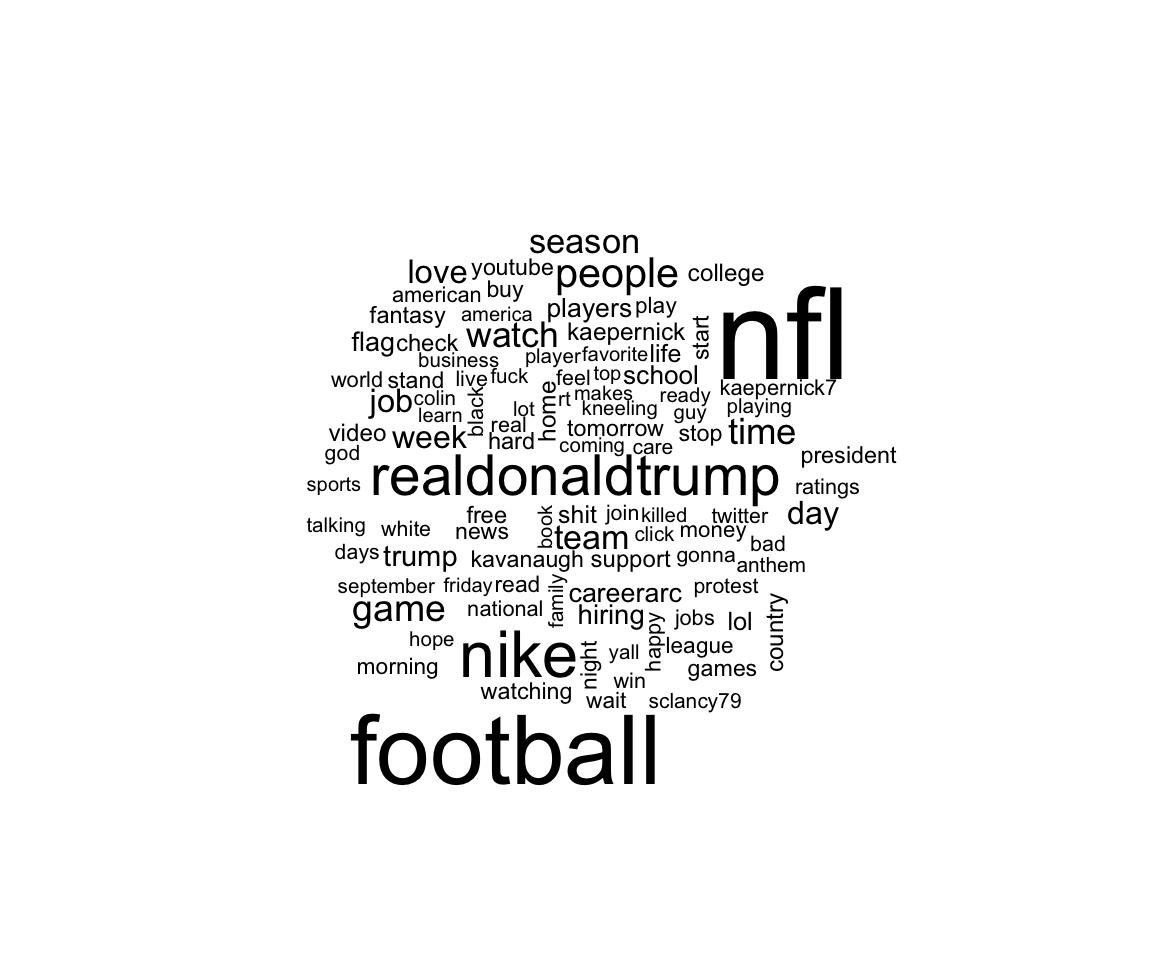 season
love youtube people college
american buy nfl
fantasy america players play
flag check watch kaepernick start
business player favorite life
world stand live fuck feel top school
kaepernick7
job colin black home rt makes ready
learn lot kneeling guy playing
video week real hard tomorrow stop time
god coming care president
sports realdonaldtrump ratings
talking white free book shit join killed twitter day
news team click money bad
days trump kavanaugh support gonna anthem
september friday read family careerarc protest
game national hiring jobs lol country
hope nike night yall happy league
morning win games
watching wait sclancy79
football